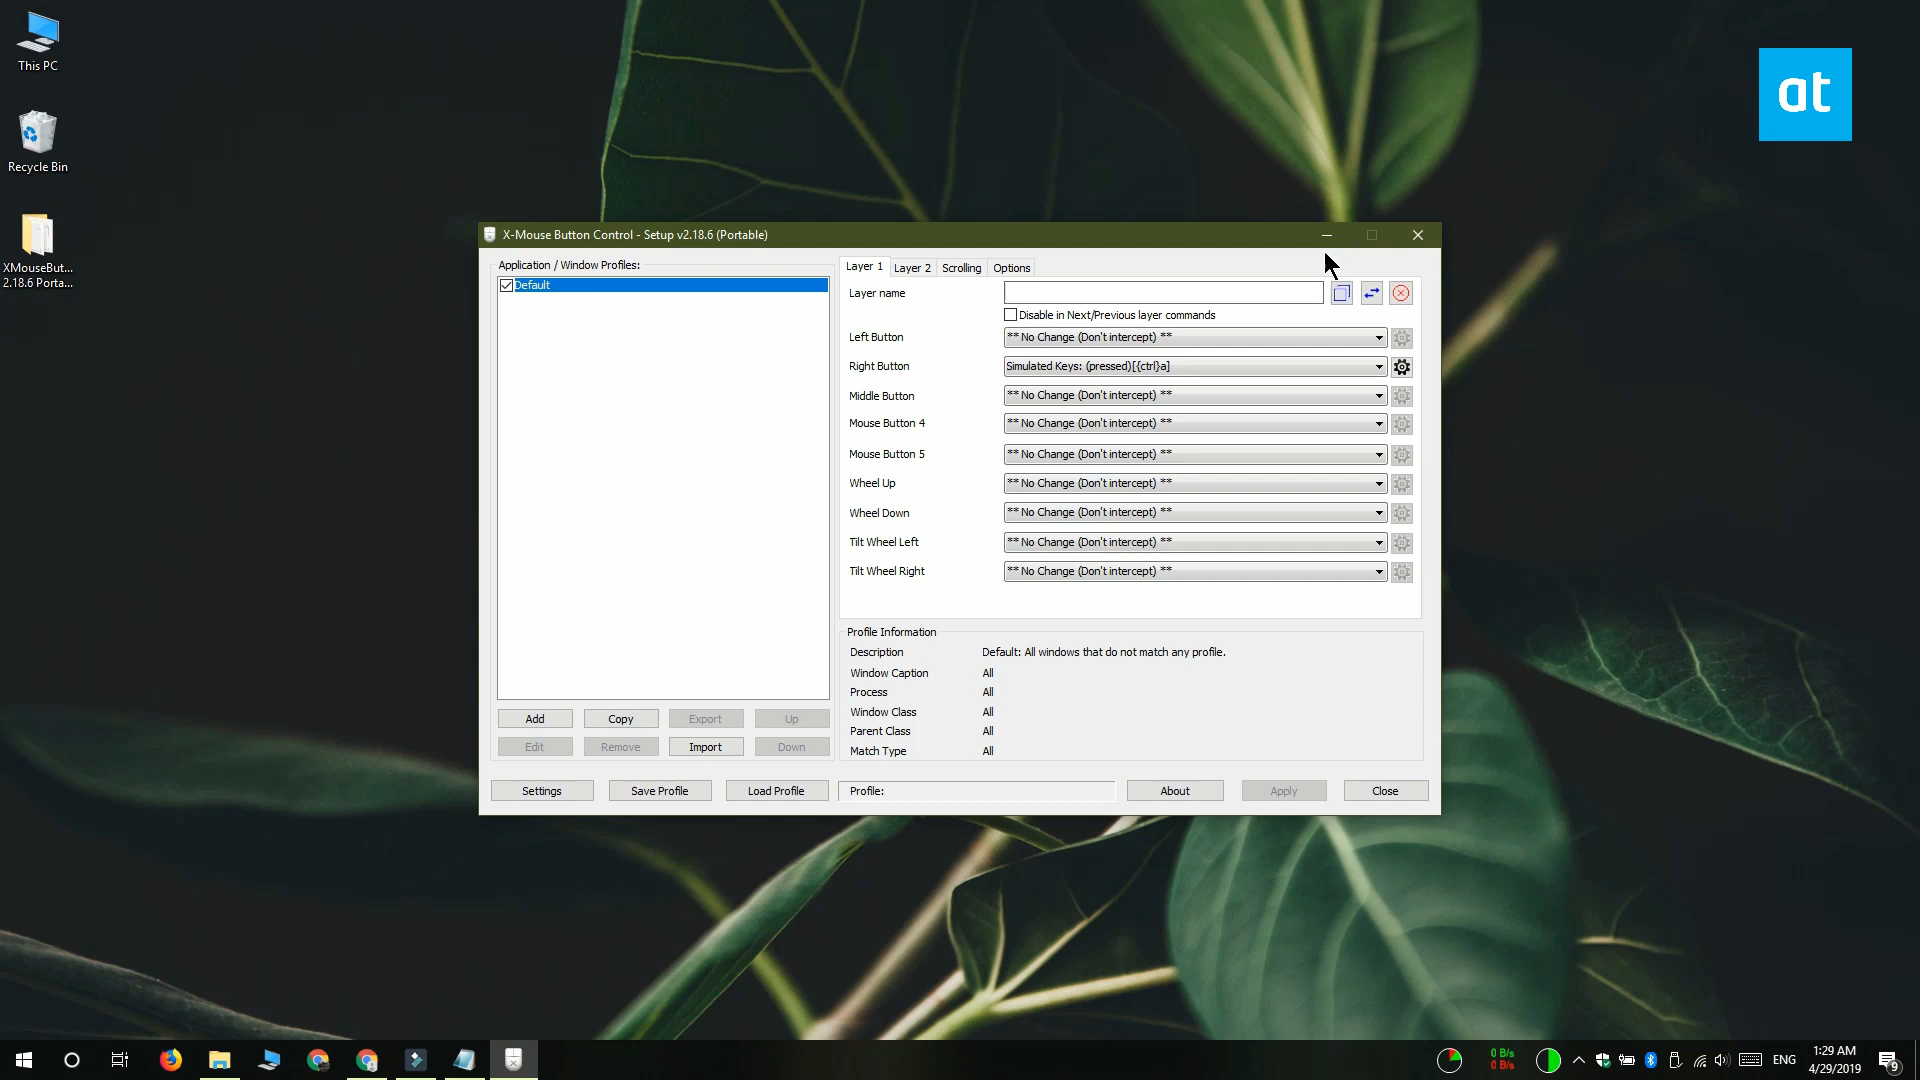 This PC
Recycle Bin
XMouseBut...
2.18.6 Porta...
at
X-Mouse Button Control - Setup v2.18.6 (Portable)
Application / Window Profiles:
Default
Layer 1
Layer 2
Scrolling
Options
Layer name
Disable in Next/Previous layer commands
Left Button
** No Change (Don't intercept) **
Right Button
Simulated Keys: (pressed)[{ctrl}a]
Middle Button
** No Change (Don't intercept) **
Mouse Button 4
** No Change (Don't intercept) **
Mouse Button 5
** No Change (Don't intercept) **
Wheel Up
** No Change (Don't intercept) **
Wheel Down
** No Change (Don't intercept) **
Tilt Wheel Left
** No Change (Don't intercept) **
Tilt Wheel Right
** No Change (Don't intercept) **
Profile Information
Description
Default: All windows that do not match any profile.
Window Caption
All
Process
All
Window Class
All
Parent Class
All
Match Type
All
Add
Copy
Export
Up
Edit
Remove
Import
Down
Settings
Save Profile
Load Profile
Profile:
About
Apply
Close
0 B/s
0 B/s
ENG
1:29 AM
4/29/2019
9